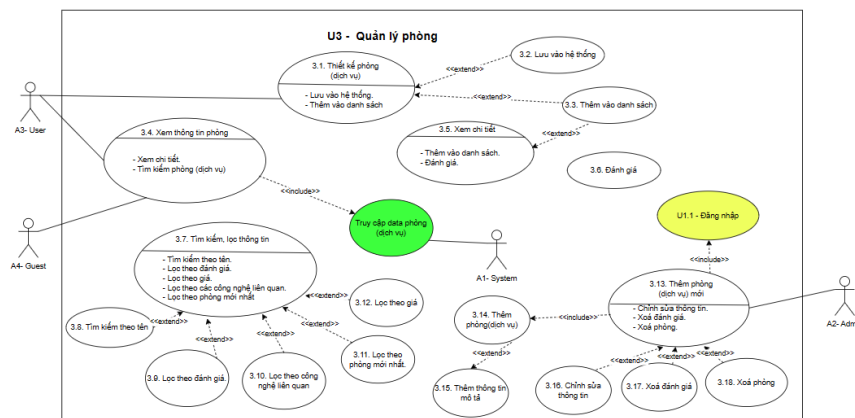 U3 - Quản lý phòng
3.1. Thiết kế phòng
(dịch vụ)
- Lưu vào hệ thống.
- Thêm vào danh sách
<<extend>>
3.2. Lưu vào hệ thống
<<extend>>
3.3. Thêm vào danh sách
A3- User
3.4. Xem thông tin phòng
- Xem chi tiết.
- Tìm kiếm phòng (dịch vụ)
3.5. Xem chi tiết
- Thêm vào danh sách.
- Đánh giá.
<<extend>>
3.6. Đánh giá
<<include>>
Truy cập data phòng
(dịch vụ)
U1.1 - Đăng nhập
A4- Guest
3.7. Tìm kiếm, lọc thông tin
- Tìm kiếm theo tên.
- Lọc theo đánh giá.
- Lọc theo giá.
- Lọc theo các công nghệ liên quan.
- Lọc theo phòng mới nhất
A1- System
<<include>>
3.13. Thêm phòng
(dịch vụ) mới
- Chỉnh sửa thông tin.
- Xoá đánh giá.
- Xoá phòng.
A2- Adm
<<extend>>
3.12. Lọc theo giá
3.14. Thêm
phòng(dịch vụ)
<<include>>
3.8. Tìm kiếm theo tên
<<extend>>
<<extend>>
<<extend>>
<<extend>>
3.11. Lọc theo
phòng mới nhất.
3.9. Lọc theo đánh giá.
3.10. Lọc theo công
nghệ liên quan
<<extend>>
3.15. Thêm thông tin
mô tả
<<extend>>
<<extend>>
<<extend>>
3.16. Chỉnh sửa
thông tin
3.17. Xoá đánh giá
3.18. Xoá phòng